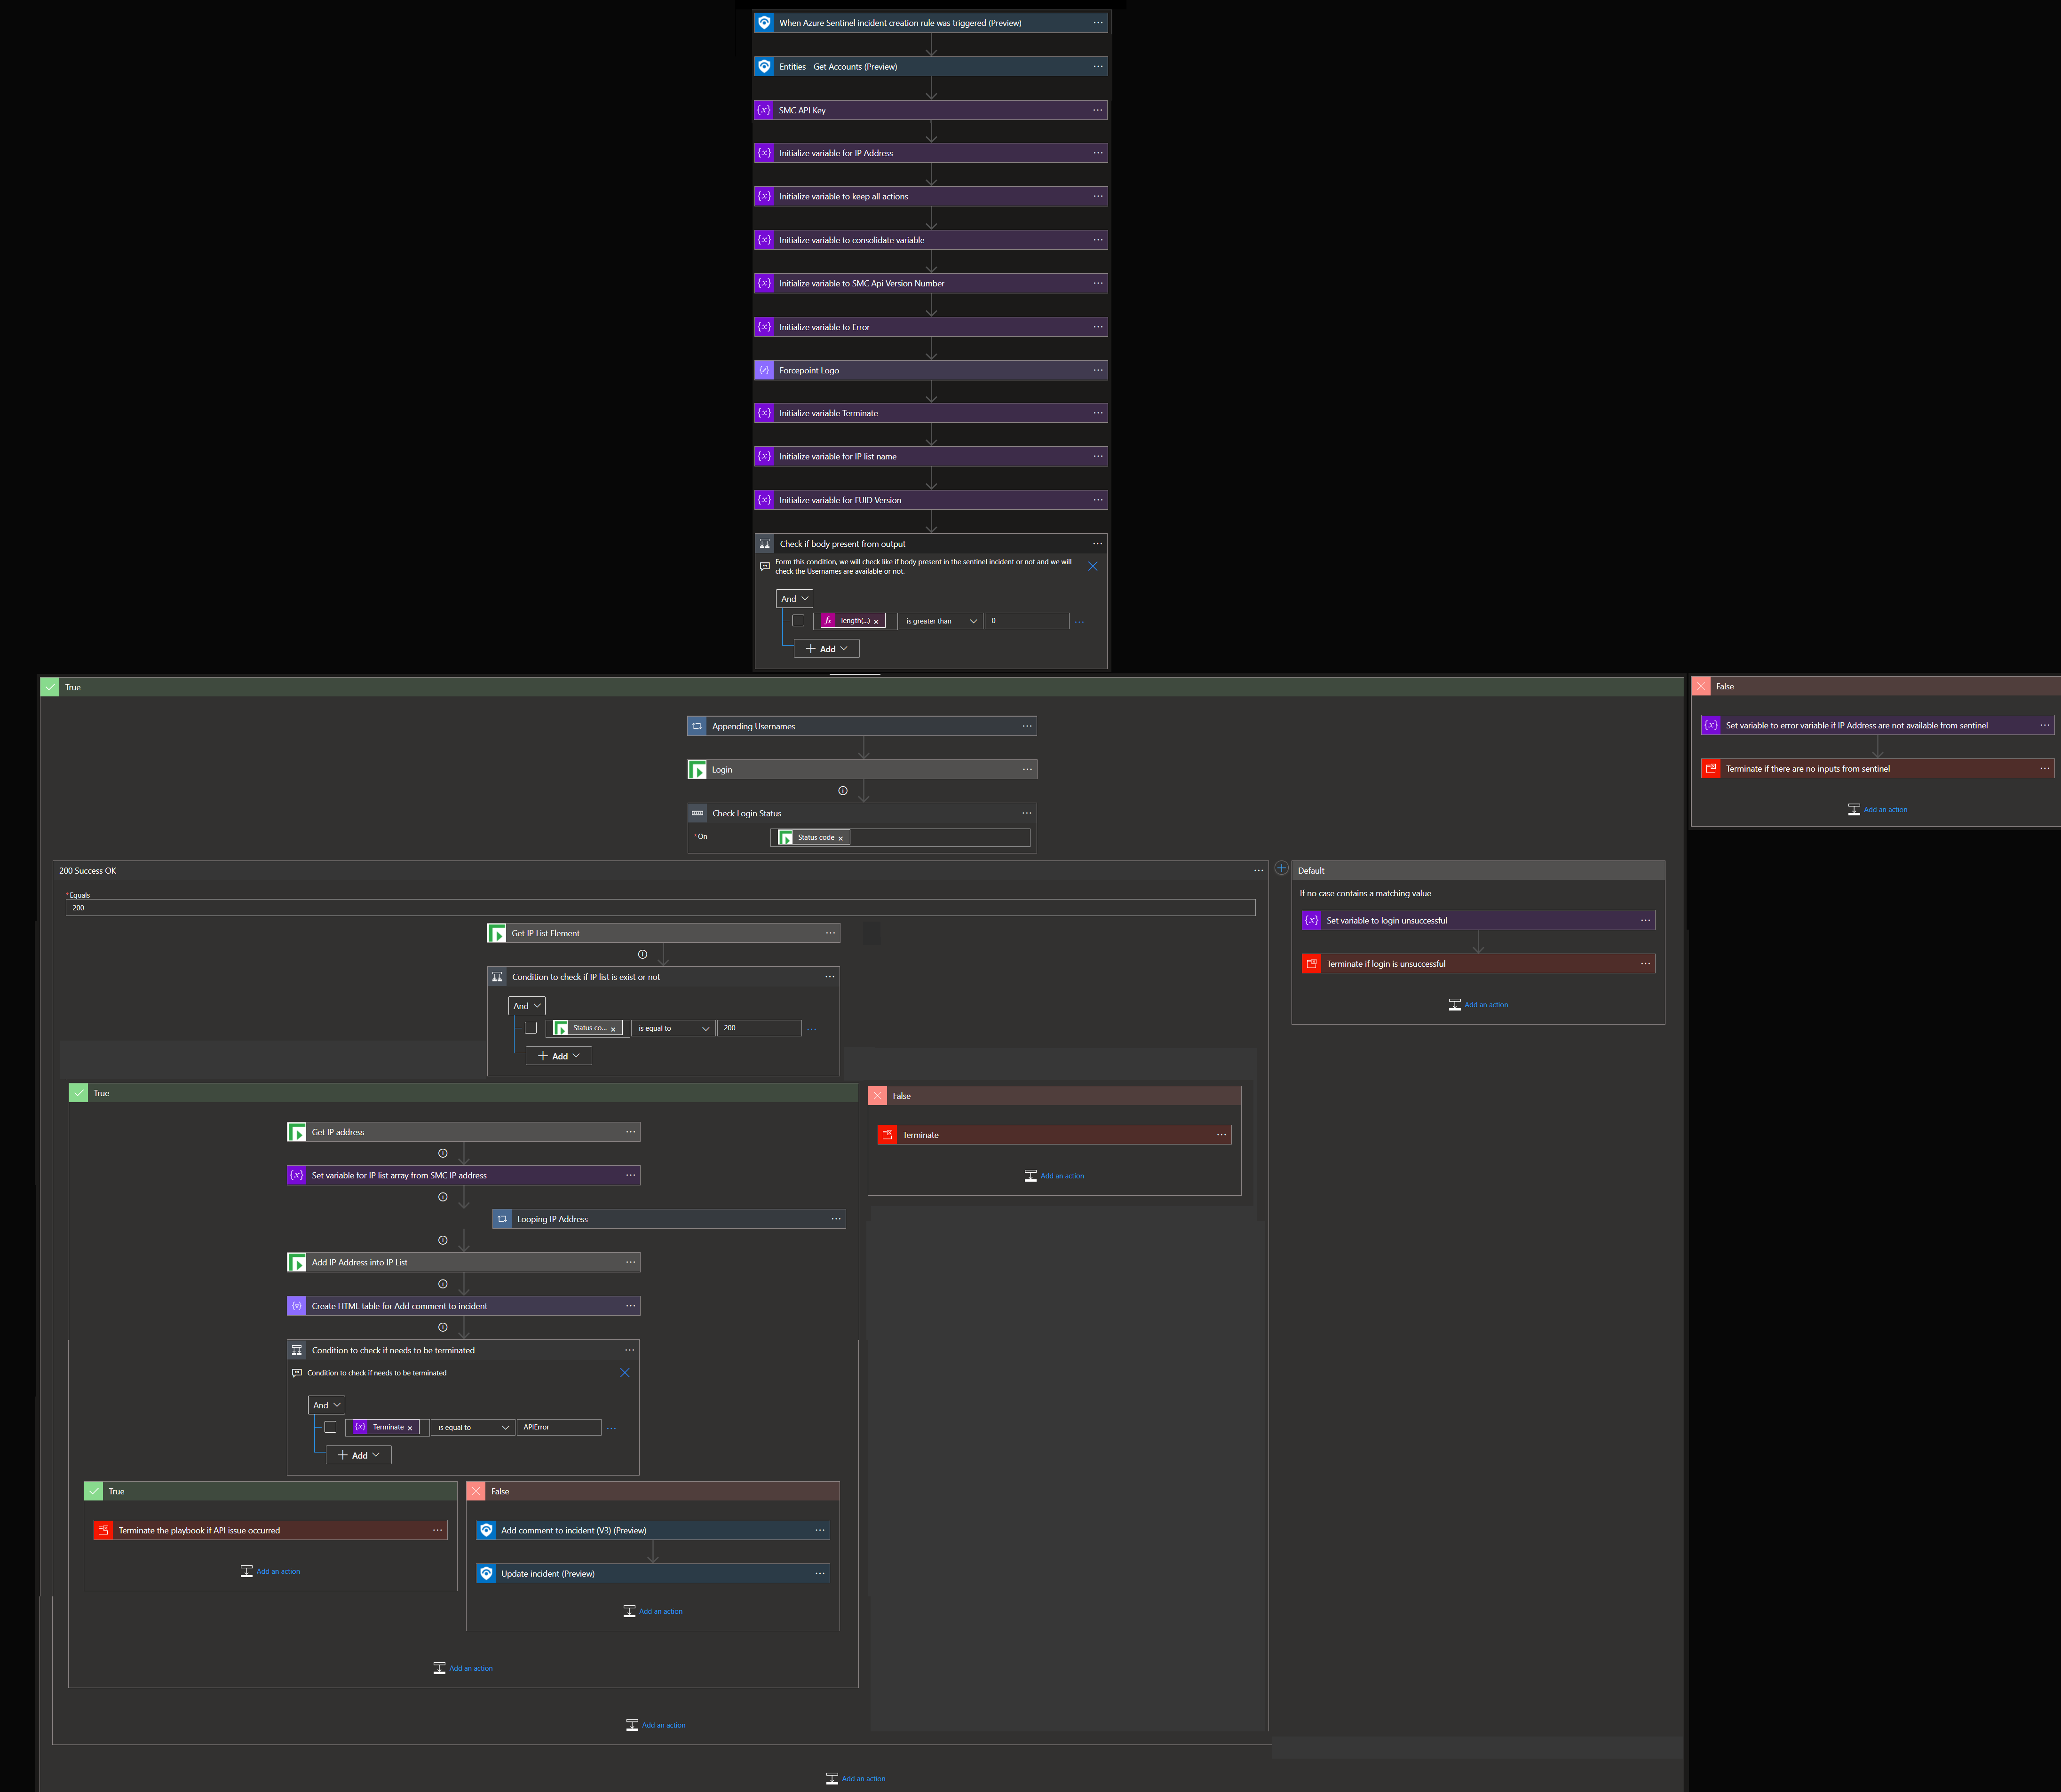 When Azure Sentinel incident creation rule was triggered (Preview)
Entities - Get Accounts (Preview)
{x} SMC API Key
{x} Initialize variable for IP Address
{x} Initialize variable to keep all actions
{x} Initialize variable to consolidate variable
{x} Initialize variable to SMC Api Version Number
{x} Initialize variable to Error
Forcepoint Logo
{x} Initialize variable Terminate
{x} Initialize variable for IP list name
{x} Initialize variable for FUID Version
Check if body present from output
Form this condition, we will check like if body present in the sentinel incident or not and we will
check the Usernames are available or not.
And
fx length(...) x is greater than 0
+ Add
True
Appending Usernames
Login
Check Login Status
*On Status code x
200 Success OK
*Equals
200
Get IP List Element
Condition to check if IP list is exist or not
And
Status co... x is equal to 200
+ Add
True
Get IP address
{x} Set variable for IP list array from SMC IP address
Looping IP Address
Add IP Address into IP List
Create HTML table for Add comment to incident
Condition to check if needs to be terminated
Condition to check if needs to be terminated
And
{x} Terminate x is equal to APIError
+ Add
True
Terminate the playbook if API issue occurred
Add an action
False
Add comment to incident (V3) (Preview)
Update incident (Preview)
Add an action
Add an action
False
Terminate
Add an action
Add an action
Default
If no case contains a matching value
{x} Set variable to login unsuccessful
Terminate if login is unsuccessful
Add an action
Add an action
False
{x} Set variable to error variable if IP Address are not available from sentinel
Terminate if there are no inputs from sentinel
Add an action